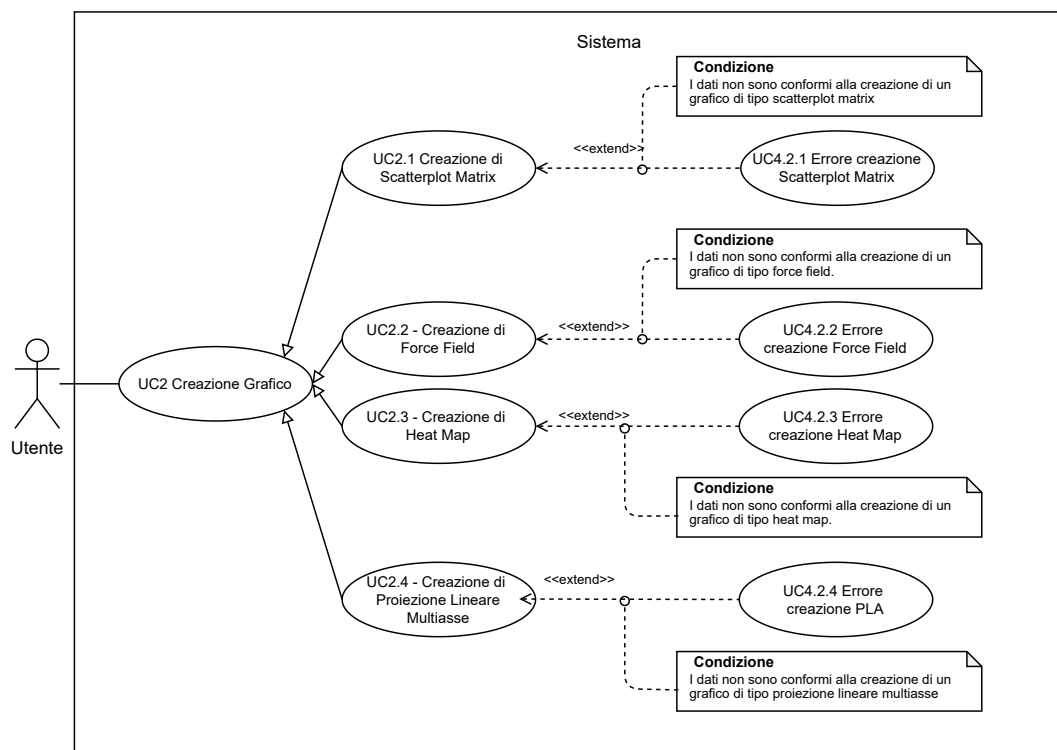 Sistema
Condizione
I dati non sono conformi alla creazione di un
grafico di tipo scatterplot matrix
UC2.1 Creazione di
Scatterplot Matrix
<<extend>>
UC4.2.1 Errore creazione
Scatterplot Matrix
Condizione
I dati non sono conformi alla creazione di un
grafico di tipo force field.
UC2.2 - Creazione di
Force Field
<<extend>>
UC4.2.2 Errore
creazione Force Field
Utente
UC2 Creazione Grafico
UC2.3 - Creazione di
Heat Map
<<extend>>
UC4.2.3 Errore
creazione Heat Map
Condizione
I dati non sono conformi alla creazione di un
grafico di tipo heat map.
UC2.4 - Creazione di
Proiezione Lineare
Multiasse
<<extend>>
UC4.2.4 Errore
creazione PLA
Condizione
I dati non sono conformi alla creazione di un
grafico di tipo proiezione lineare multiasse